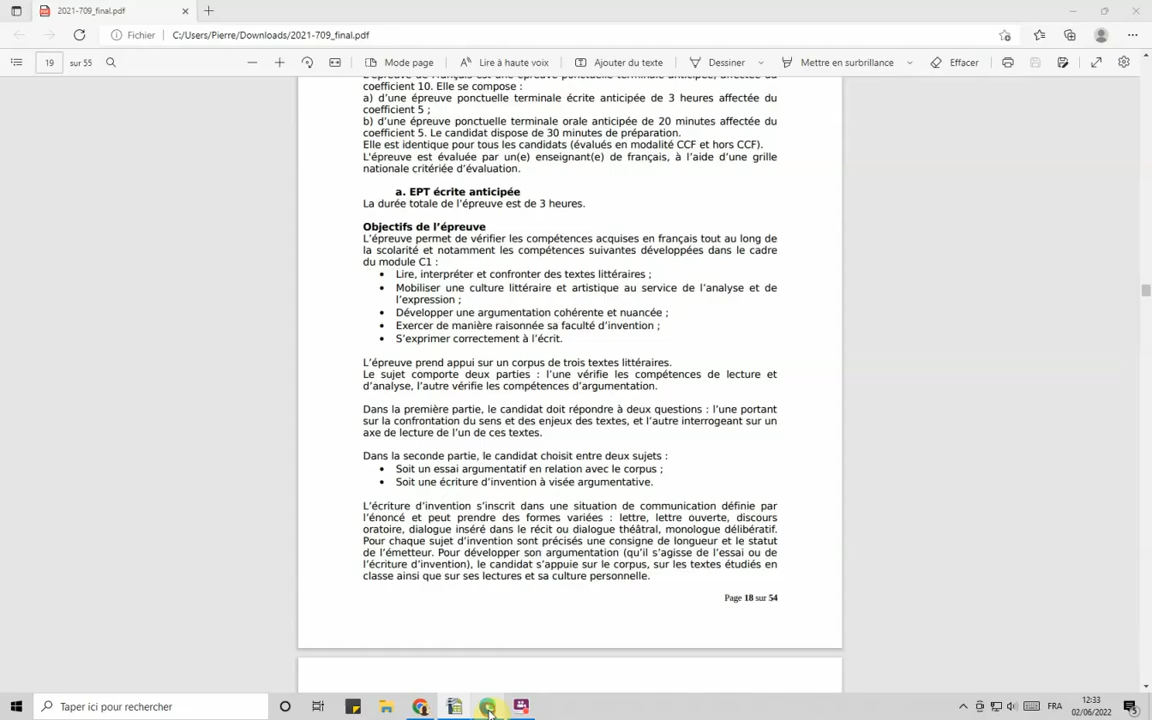 2021-709_final.pdf
Fichier
C:/Users/Pierre/Downloads/2021-709_final.pdf
19 sur 55
Mode page
Lire à haute voix
Ajouter du texte
Dessiner
Mettre en surbrillance
Effacer
L'épreuve de Français est une épreuve ponctuelle terminale anticipée, affectée du
coefficient 10. Elle se compose :
a) d'une épreuve ponctuelle terminale écrite anticipée de 3 heures affectée du
coefficient 5 ;
b) d'une épreuve ponctuelle terminale orale anticipée de 20 minutes affectée du
coefficient 5. Le candidat dispose de 30 minutes de préparation.
Elle est identique pour tous les candidats (évalués en modalité CCF et hors CCF).
L'épreuve est évaluée par un(e) enseignant(e) de français, à l'aide d'une grille
nationale critériée d'évaluation.
a. EPT écrite anticipée
La durée totale de l'épreuve est de 3 heures.
Objectifs de l'épreuve
L'épreuve permet de vérifier les compétences acquises en français tout au long de
la scolarité et notamment les compétences suivantes développées dans le cadre
du module C1 :
• Lire, interpréter et confronter des textes littéraires ;
• Mobiliser une culture littéraire et artistique au service de l'analyse et de
l'expression ;
• Développer une argumentation cohérente et nuancée ;
• Exercer de manière raisonnée sa faculté d'invention ;
• S'exprimer correctement à l'écrit.
L'épreuve prend appui sur un corpus de trois textes littéraires.
Le sujet comporte deux parties : l'une vérifie les compétences de lecture et
d'analyse, l'autre vérifie les compétences d'argumentation.
Dans la première partie, le candidat doit répondre à deux questions : l'une portant
sur la confrontation du sens et des enjeux des textes, et l'autre interrogeant sur un
axe de lecture de l'un de ces textes.
Dans la seconde partie, le candidat choisit entre deux sujets :
• Soit un essai argumentatif en relation avec le corpus ;
• Soit une écriture d'invention à visée argumentative.
L'écriture d'invention s'inscrit dans une situation de communication définie par
l'énoncé et peut prendre des formes variées : lettre, lettre ouverte, discours
oratoire, dialogue inséré dans le récit ou dialogue théâtral, monologue délibératif.
Pour chaque sujet d'invention sont précisés une consigne de longueur et le statut
de l'émetteur. Pour développer son argumentation (qu'il s'agisse de l'essai ou de
l'écriture d'invention), le candidat s'appuie sur le corpus, sur les textes étudiés en
classe ainsi que sur ses lectures et sa culture personnelle.
Page 18 sur 54
Taper ici pour rechercher
FRA
12:33
02/06/2022
5